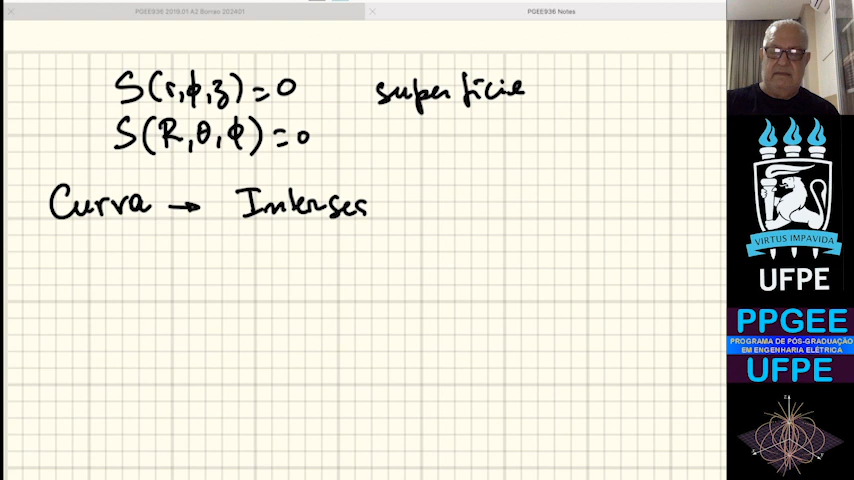 PGEE936 2019.01 A2 Borrao 202401
PGEE936 Notes
S(r,φ,z)=0 superfície
S(R,θ,φ)=0
Curva → Interses
VIRTUS IMPAVIDA
UFPE
PPGEE
PROGRAMA DE PÓS-GRADUAÇÃO
EM ENGENHARIA ELÉTRICA
UFPE